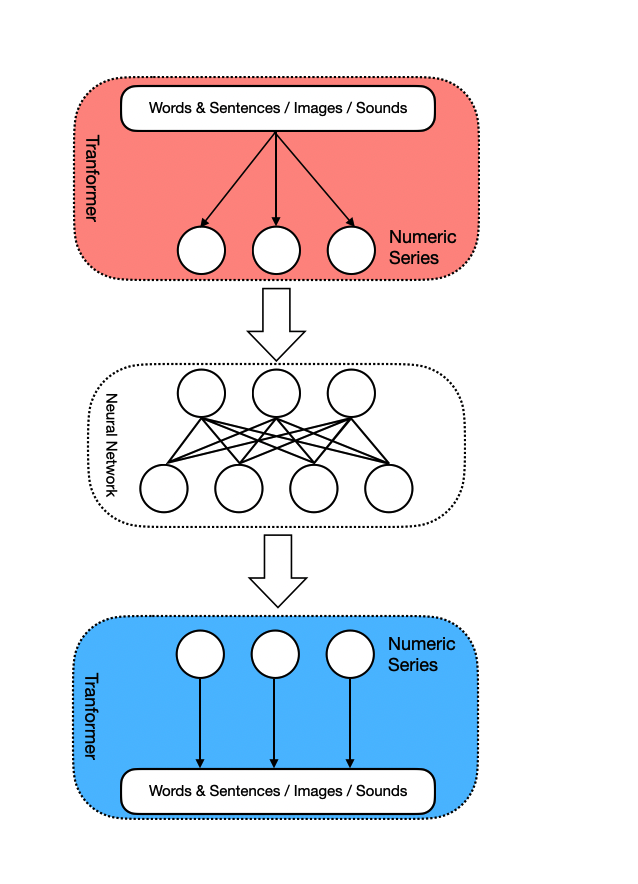 Words & Sentences / Images / Sounds
Tranformer
Numeric
Series
Neural Network
Numeric
Series
Tranformer
Words & Sentences / Images / Sounds